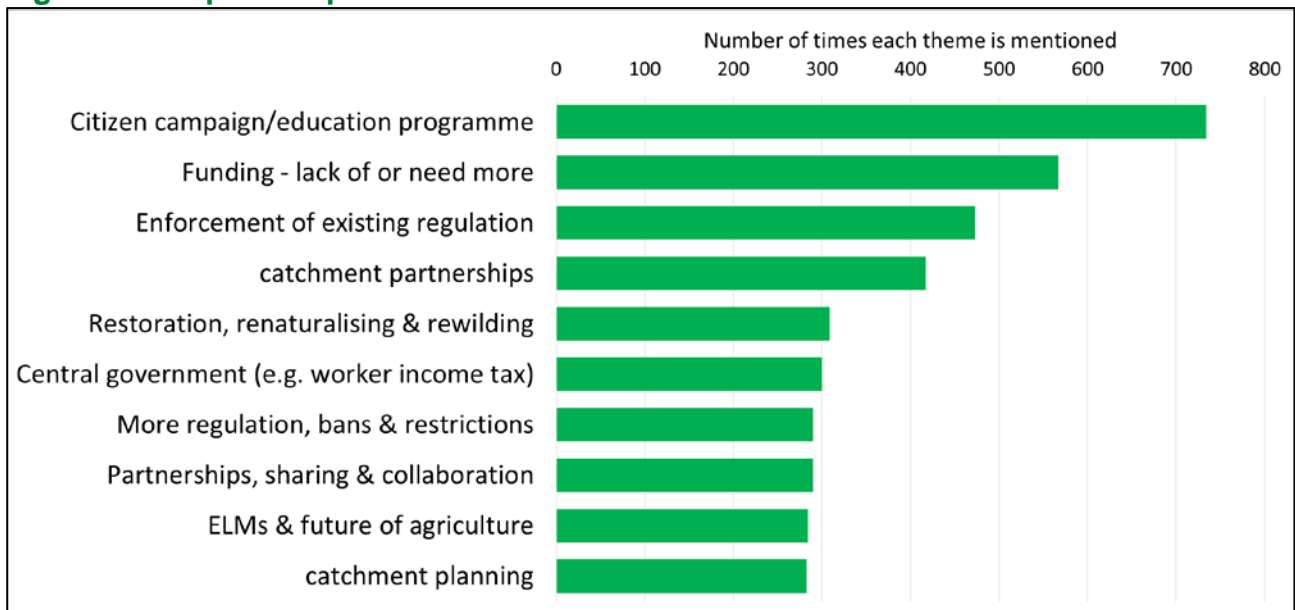 Number of times each theme is mentioned
0 100 200 300 400 500 600 700 800
Citizen campaign/education programme
Funding - lack of or need more
Enforcement of existing regulation
catchment partnerships
Restoration, renaturalising & rewilding
Central government (e.g. worker income tax)
More regulation, bans & restrictions
Partnerships, sharing & collaboration
ELMs & future of agriculture
catchment planning